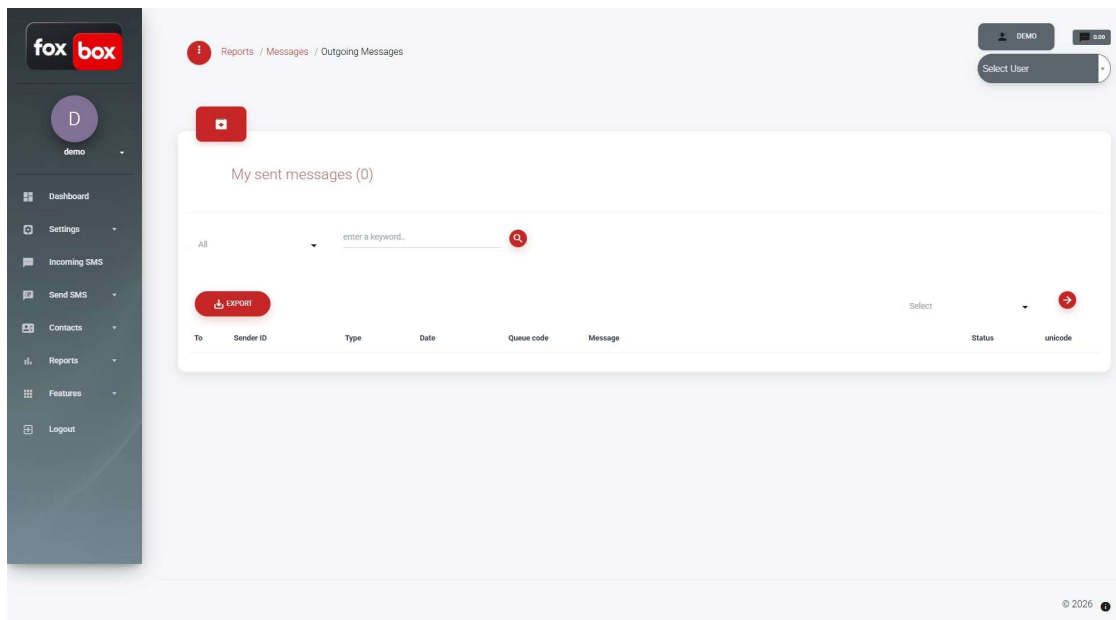 fox box
D
demo
Dashboard
Settings
Incoming SMS
Send SMS
Contacts
Reports
Features
Logout
Reports / Messages / Outgoing Messages
DEMO
0.00
Select User
My sent messages (0)
All
enter a keyword..
EXPORT
Select
To Sender ID Type Date Queue code Message Status unicode
© 2026